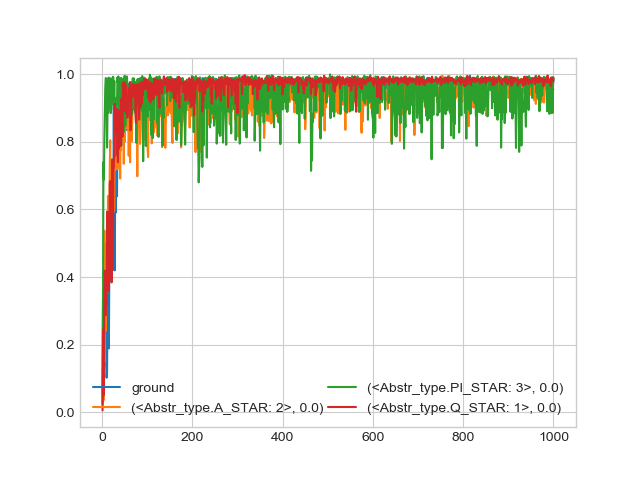 1.0
0.8
0.6
0.4
0.2
0.0
ground
(<Abstr_type.A_STAR: 2>, 0.0)
(<Abstr_type.PI_STAR: 3>, 0.0)
(<Abstr_type.Q_STAR: 1>, 0.0)
0 200 400 600 800 1000